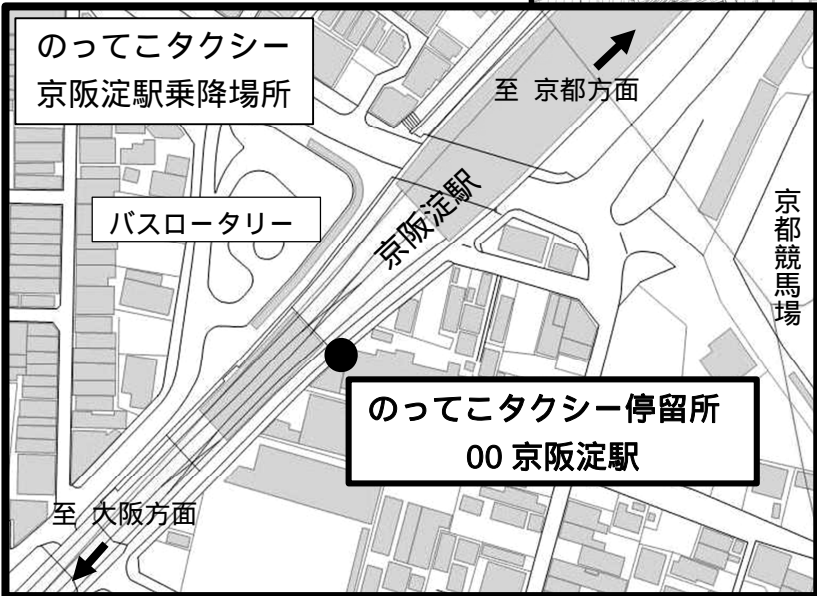 のってこタクシー
京阪淀駅乗降場所
至 京都方面
バスロータリー
京阪淀駅
京都競馬場
のってこタクシー停留所
00 京阪淀駅
至 大阪方面